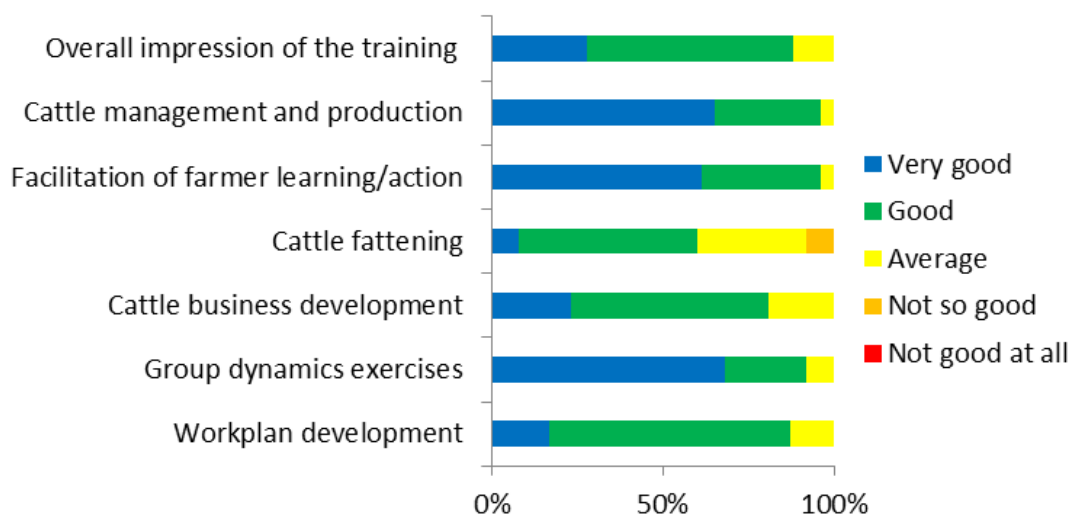 Overall impression of the training
Cattle management and production
Facilitation of farmer learning/action
Cattle fattening
Cattle business development
Group dynamics exercises
Workplan development
0%
50%
100%
Very good
Good
Average
Not so good
Not good at all